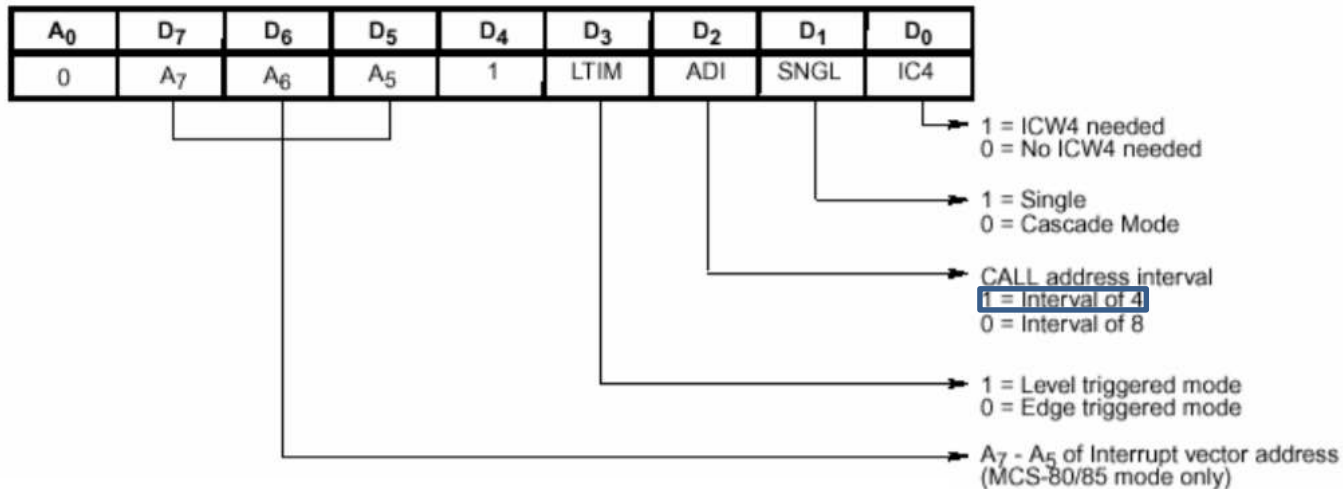 A0 D7 D6 D5 D4 D3 D2 D1 D0
0 A7 A6 A5 1 LTIM ADI SNGL IC4
1 = ICW4 needed
0 = No ICW4 needed
1 = Single
0 = Cascade Mode
CALL address interval
1 = Interval of 4
0 = Interval of 8
1 = Level triggered mode
0 = Edge triggered mode
A7 - A5 of Interrupt vector address
(MCS-80/85 mode only)